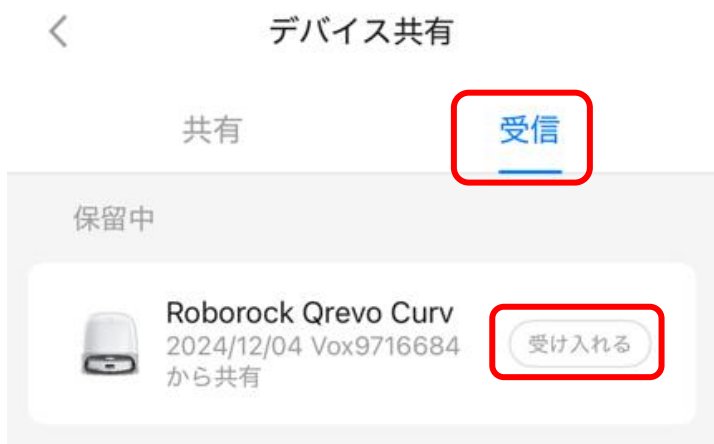 デバイス共有
共有
受信
保留中
Roborock Qrevo Curv
2024/12/04 Vox9716684
から共有
受け入れる